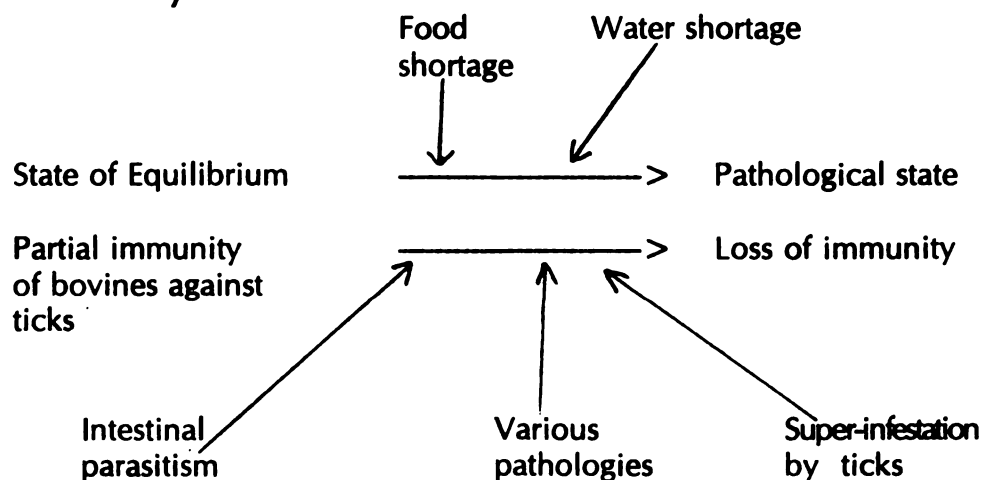 Food
shortage
Water shortage
State of Equilibrium
Pathological state
Partial immunity
of bovines against
ticks
Loss of immunity
Intestinal
parasitism
Various
pathologies
Super-infestation
by ticks